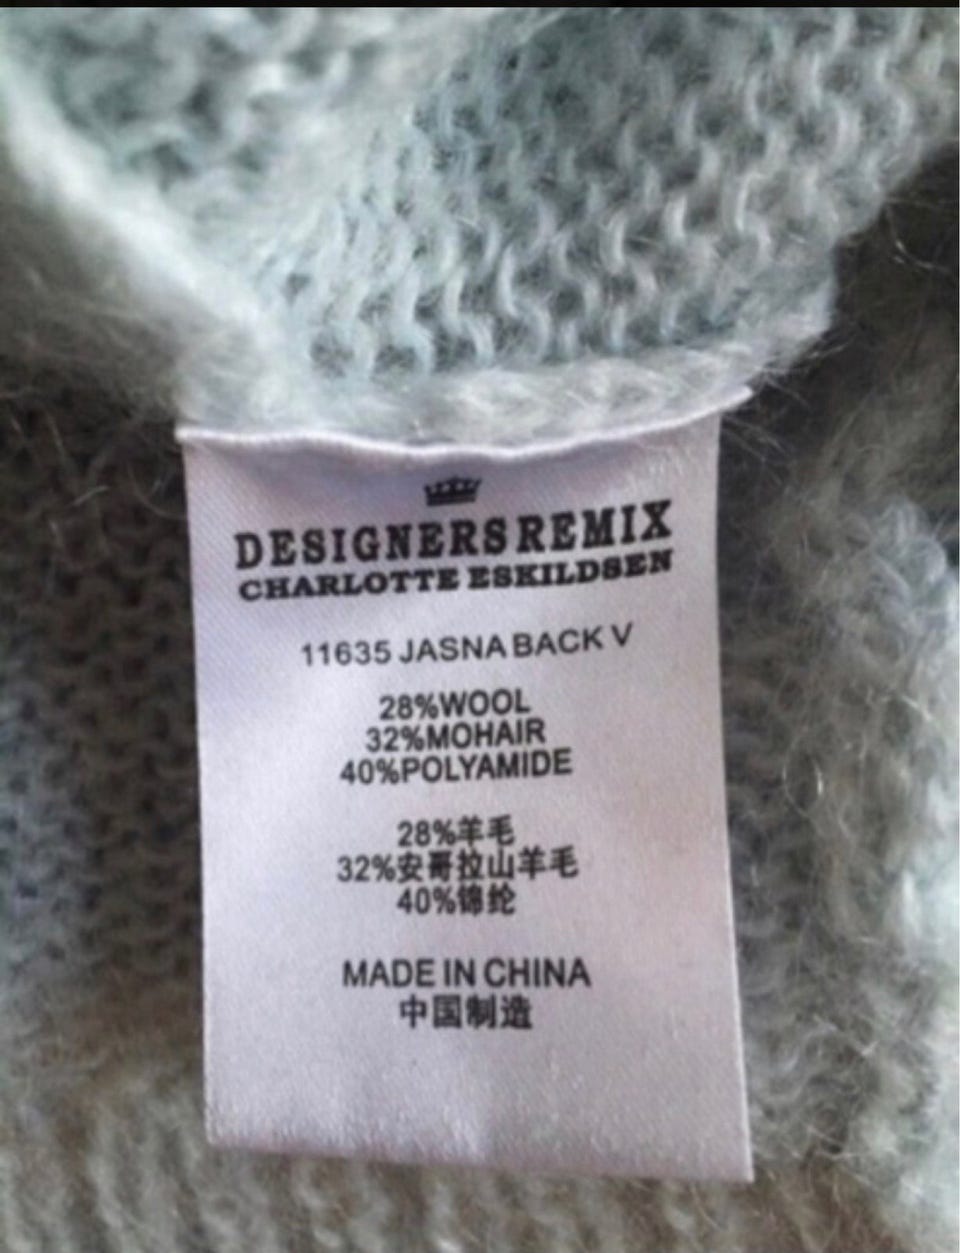 DESIGNERSREMIX
CHARLOTTE ESKILDSEN
11635 JASNA BACK V
28%WOOL
32%MOHAIR
40%POLYAMIDE
28%羊毛
32%安哥拉山羊毛
40%锦纶
MADE IN CHINA
中国制造